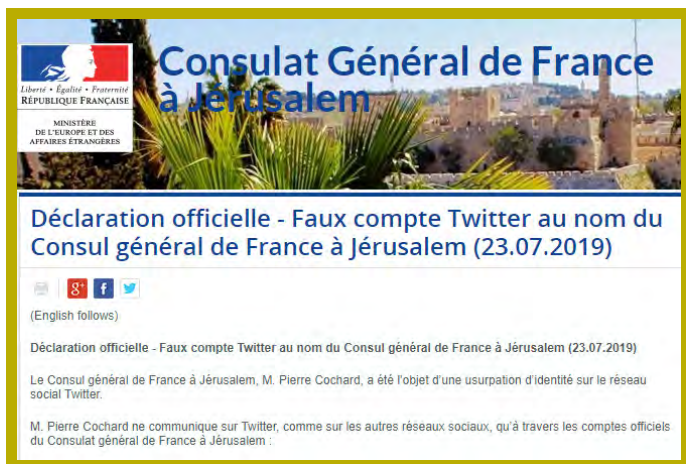 Consulat Général de France
à Jérusalem
Liberté • Égalité • Fraternité
RÉPUBLIQUE FRANÇAISE
MINISTÈRE
DE L'EUROPE ET DES
AFFAIRES ÉTRANGÈRES
Déclaration officielle - Faux compte Twitter au nom du
Consul général de France à Jérusalem (23.07.2019)
(English follows)
Déclaration officielle - Faux compte Twitter au nom du Consul général de France à Jérusalem (23.07.2019)
Le Consul général de France à Jérusalem, M. Pierre Cochard, a été l'objet d'une usurpation d'identité sur le réseau
social Twitter.
M. Pierre Cochard ne communique sur Twitter, comme sur les autres réseaux sociaux, qu'à travers les comptes officiels
du Consulat général de France à Jérusalem :